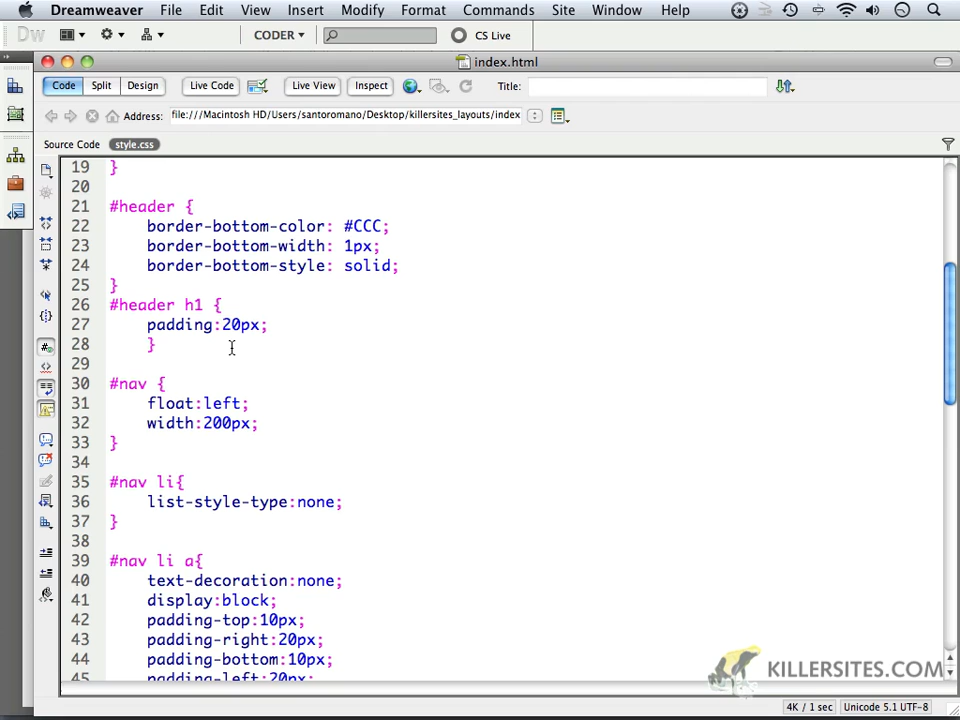 Dreamweaver File Edit View Insert Modify Format Commands Site Window Help
Dw CODER CS Live
index.html
Code Split Design Live Code Live View Inspect Title:
Address: file:///Macintosh HD/Users/santoromano/Desktop/killersites_layouts/index
Source Code style.css
19 }
20
21 #header {
22 border-bottom-color: #CCC;
23 border-bottom-width: 1px;
24 border-bottom-style: solid;
25 }
26 #header h1 {
27 padding:20px;
28 }
29
30 #nav {
31 float:left;
32 width:200px;
33 }
34
35 #nav li{
36 list-style-type:none;
37 }
38
39 #nav li a{
40 text-decoration:none;
41 display:block;
42 padding-top:10px;
43 padding-right:20px;
44 padding-bottom:10px;
45 padding-left:20px;
KILLERSITES.COM
4K / 1 sec Unicode 5.1 UTF-8